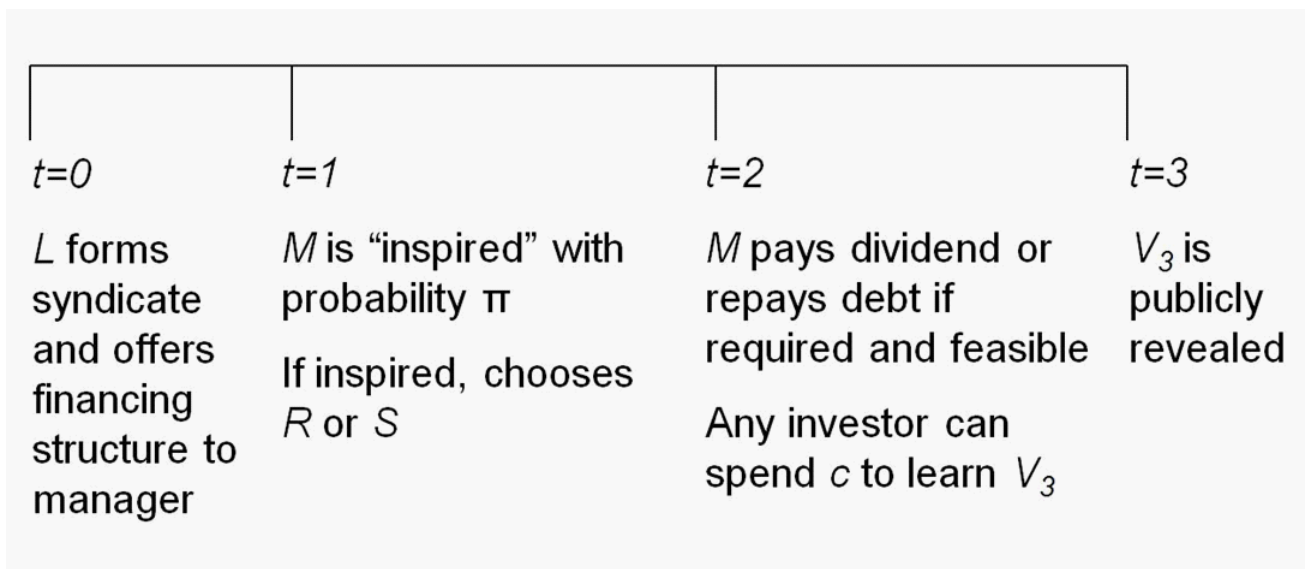 t=0
L forms
syndicate
and offers
financing
structure to
manager
t=1
M is “inspired” with
probability π
If inspired, chooses
R or S
t=2
M pays dividend or
repays debt if
required and feasible
Any investor can
spend c to learn V₃
t=3
V₃ is
publicly
revealed